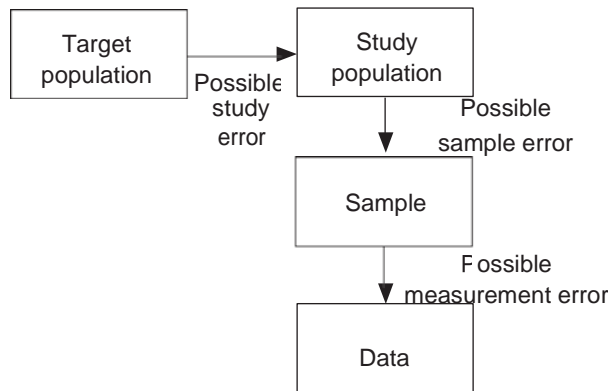 Target
population
Possible
study
error
Study
population
Possible
sample error
Sample
Possible
measurement error
Data